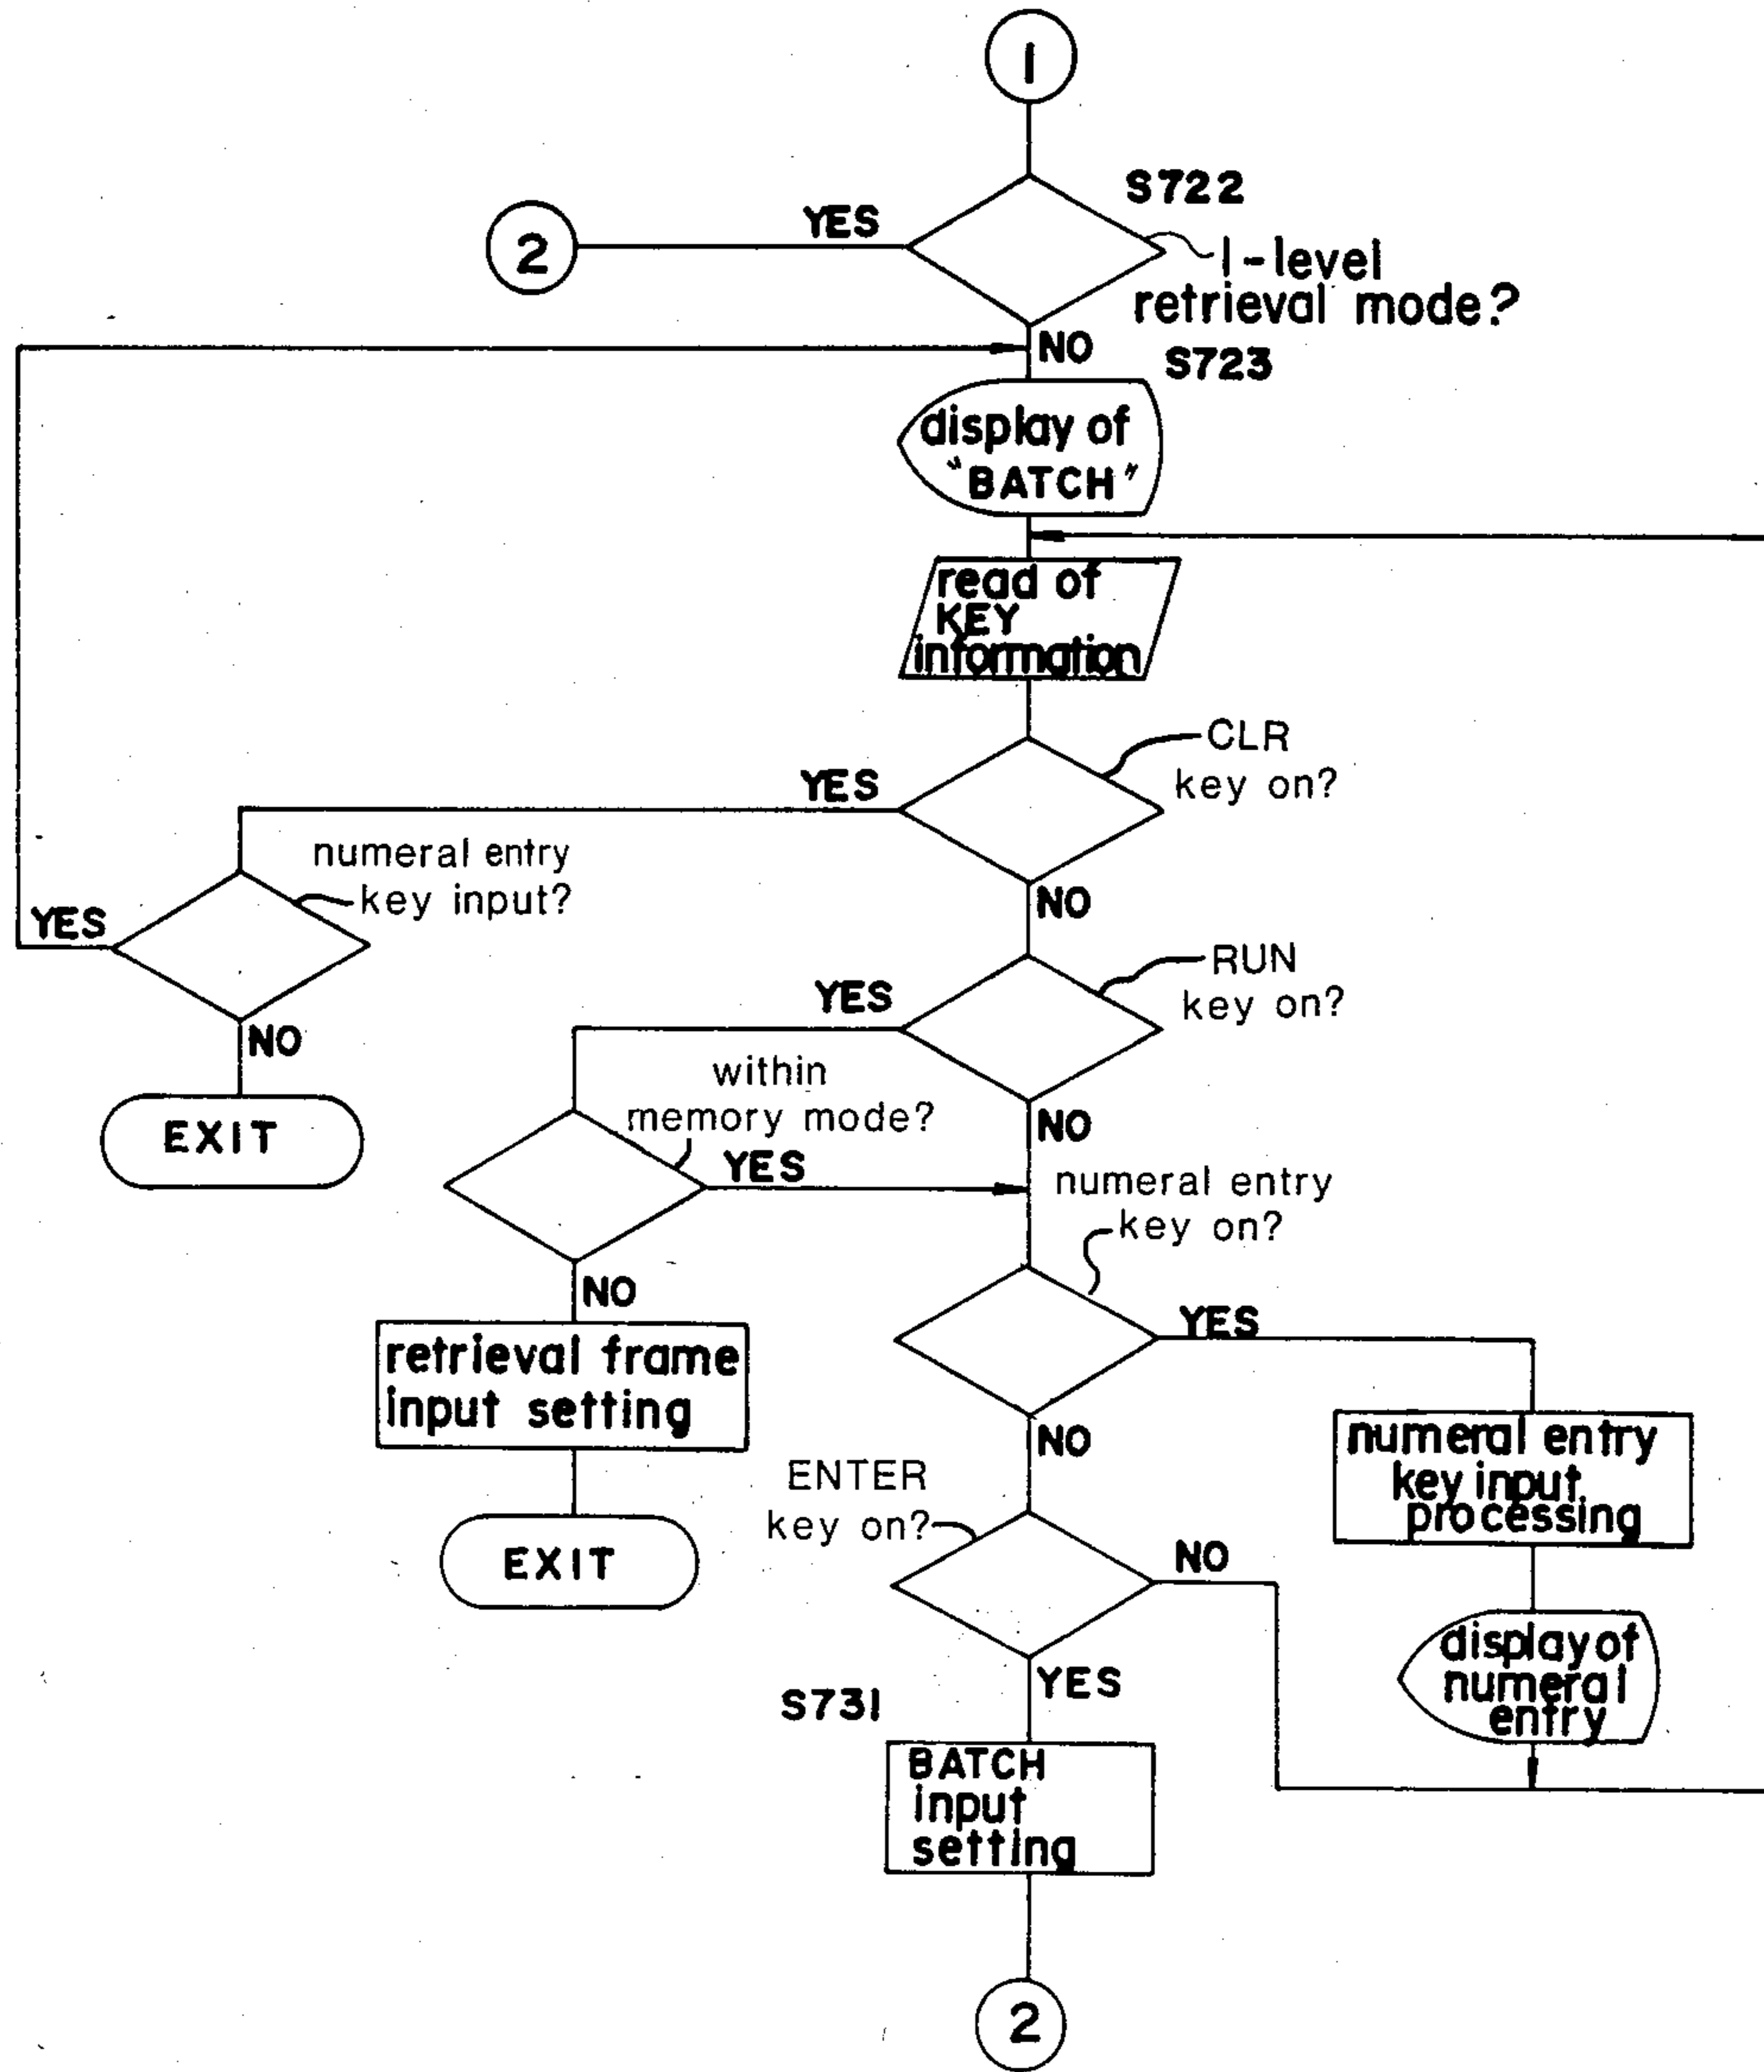 1
S722
YES
2
1-level
retrieval mode?
NO
S723
display of
"BATCH"
read of
KEY
information
CLR
key on?
YES
numeral entry
key input?
YES
NO
NO
RUN
key on?
YES
within
memory mode?
NO
EXIT
YES
numeral entry
key on?
NO
YES
retrieval frame
input setting
NO
numeral entry
key input
processing
ENTER
key on?
NO
EXIT
display of
numeral
entry
YES
S731
BATCH
input
setting
2